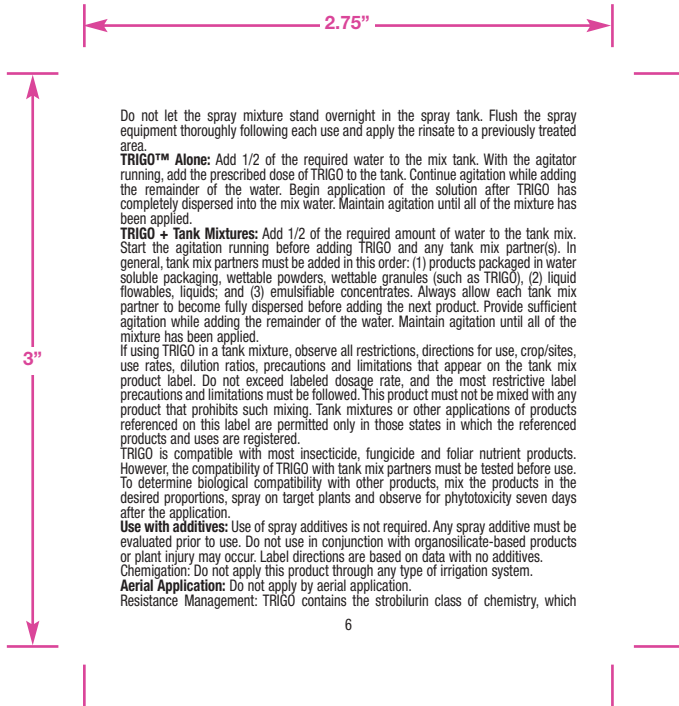 2.75”
3”
Do not let the spray mixture stand overnight in the spray tank. Flush the spray
equipment thoroughly following each use and apply the rinsate to a previously treated
area.
TRIGO™ Alone: Add 1/2 of the required water to the mix tank. With the agitator
running, add the prescribed dose of TRIGO to the tank. Continue agitation while adding
the remainder of the water. Begin application of the solution after TRIGO has
completely dispersed into the mix water. Maintain agitation until all of the mixture has
been applied.
TRIGO + Tank Mixtures: Add 1/2 of the required amount of water to the tank mix.
Start the agitation running before adding TRIGO and any tank mix partner(s). In
general, tank mix partners must be added in this order: (1) products packaged in water
soluble packaging, wettable powders, wettable granules (such as TRIGO), (2) liquid
flowables, liquids; and (3) emulsifiable concentrates. Always allow each tank mix
partner to become fully dispersed before adding the next product. Provide sufficient
agitation while adding the remainder of the water. Maintain agitation until all of the
mixture has been applied.
If using TRIGO in a tank mixture, observe all restrictions, directions for use, crop/sites,
use rates, dilution ratios, precautions and limitations that appear on the tank mix
product label. Do not exceed labeled dosage rate, and the most restrictive label
precautions and limitations must be followed. This product must not be mixed with any
product that prohibits such mixing. Tank mixtures or other applications of products
referenced on this label are permitted only in those states in which the referenced
products and uses are registered.
TRIGO is compatible with most insecticide, fungicide and foliar nutrient products.
However, the compatibility of TRIGO with tank mix partners must be tested before use.
To determine biological compatibility with other products, mix the products in the
desired proportions, spray on target plants and observe for phytotoxicity seven days
after the application.
Use with additives: Use of spray additives is not required. Any spray additive must be
evaluated prior to use. Do not use in conjunction with organosilicate-based products
or plant injury may occur. Label directions are based on data with no additives.
Chemigation: Do not apply this product through any type of irrigation system.
Aerial Application: Do not apply by aerial application.
Resistance Management: TRIGO contains the strobilurin class of chemistry, which
6